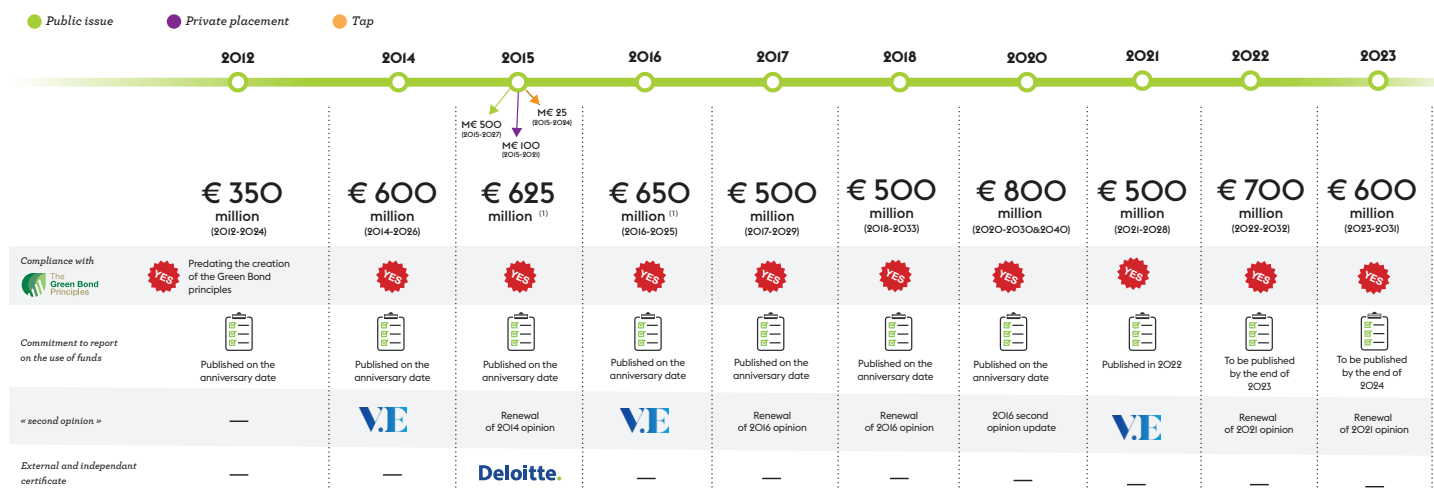 Public issue
Private placement
Tap
2012
2014
2015
2016
2017
2018
2020
2021
2022
2023
M€ 500
(2015-2027)
M€ 100
(2015-2021)
M€ 25
(2015-2024)
€ 350
million
(2012-2024)
€ 600
million
(2014-2026)
€ 625
million (1)
€ 650
million (1)
(2016-2025)
€ 500
million
(2017-2029)
€ 500
million
(2018-2033)
€ 800
million
(2020-2030&2040)
€ 500
million
(2021-2028)
€ 700
million
(2022-2032)
€ 600
million
(2023-2031)
Compliance with
The
Green Bond
Principles
YES
Predating the creation
of the Green Bond
principles
YES
YES
YES
YES
YES
YES
YES
YES
YES
Commitment to report
on the use of funds
Published on the
anniversary date
Published on the
anniversary date
Published on the
anniversary date
Published on the
anniversary date
Published on the
anniversary date
Published on the
anniversary date
Published on the
anniversary date
Published in 2022
To be published
by the end of
2023
To be published
by the end of
2024
« second opinion »
—
V.E
Renewal
of 2014 opinion
V.E
Renewal
of 2016 opinion
Renewal
of 2016 opinion
2016 second
opinion update
V.E
Renewal
of 2021 opinion
Renewal
of 2021 opinion
External and independant
certificate
—
—
Deloitte.
—
—
—
—
—
—
—